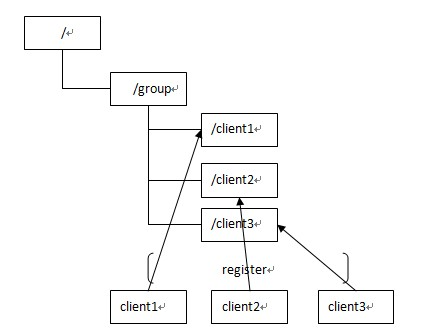 /
/group
/client1
/client2
/client3
register
client1
client2
client3